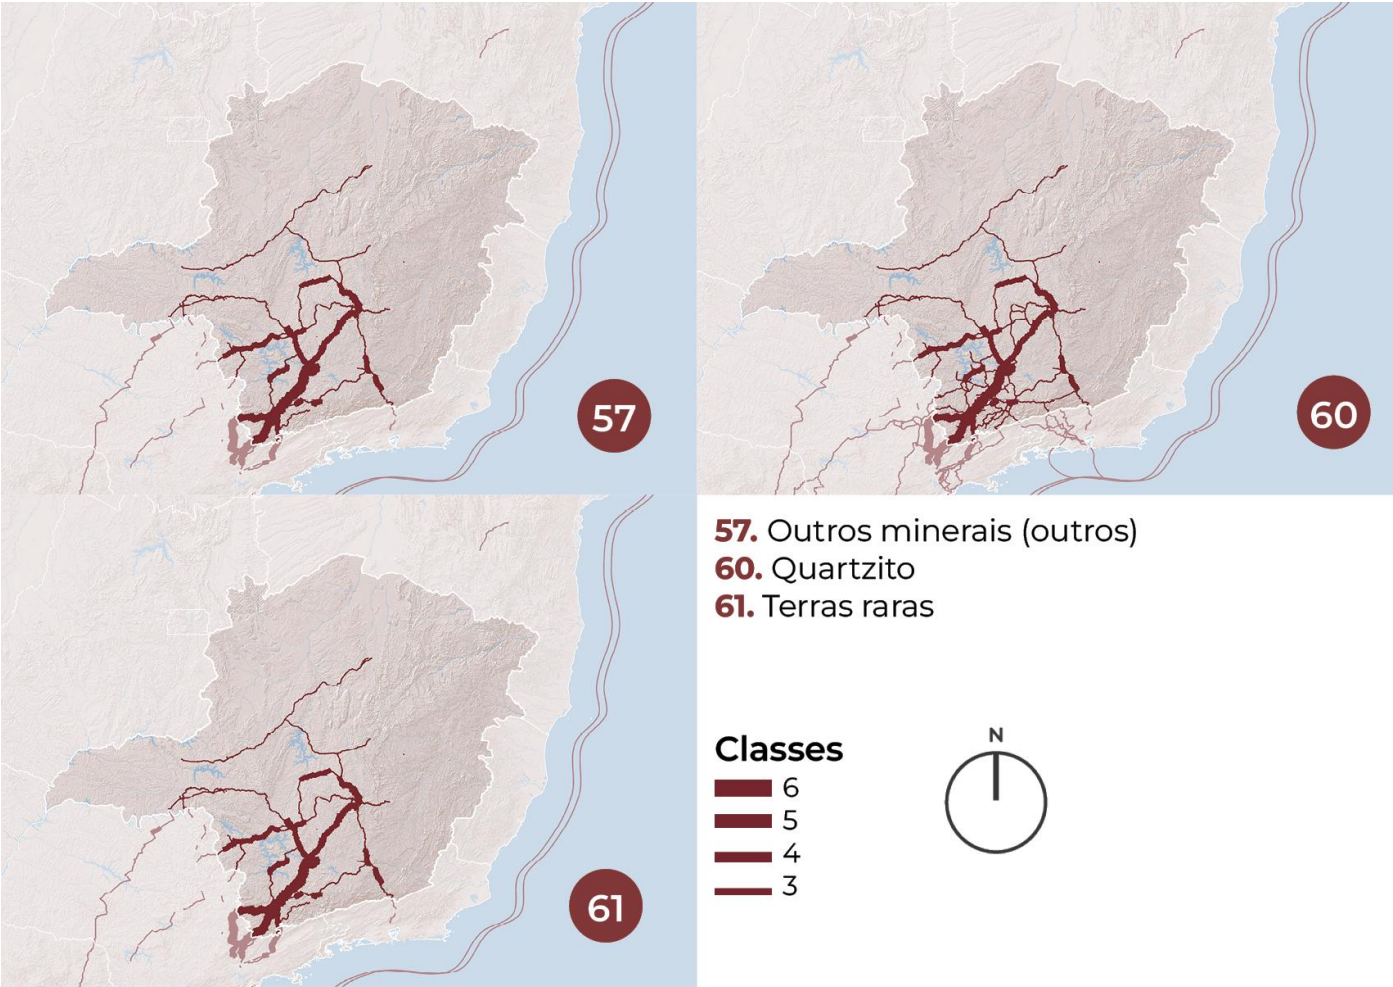 57
60
61
57. Outros minerais (outros)
60. Quartzito
61. Terras raras
Classes
6
5
4
3
N